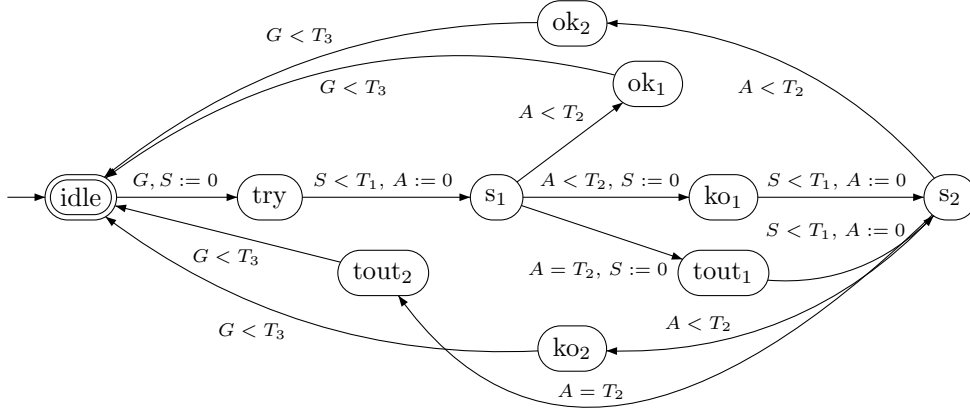 ok₂
G < T₃
A < T₂
ok₁
G < T₃
A < T₂
idle
G, S := 0
try
S < T₁, A := 0
s₁
A < T₂, S := 0
ko₁
S < T₁, A := 0
s₂
S < T₁, A := 0
G < T₃
tout₂
A = T₂, S := 0
tout₁
G < T₃
A < T₂
ko₂
A = T₂